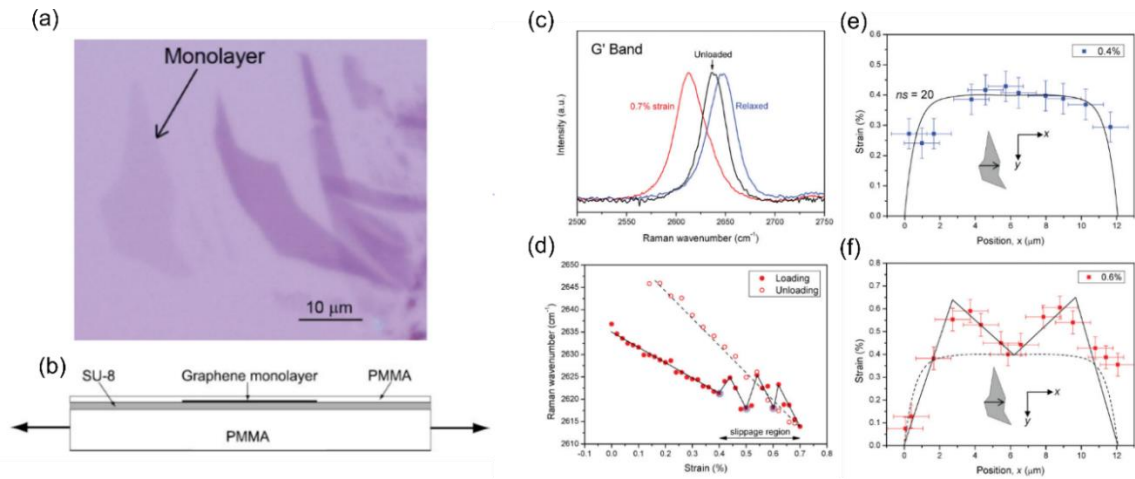 (a)
Monolayer
10 μm
(b)
SU-8
Graphene monolayer
PMMA
PMMA
(c)
G' Band
Unloaded
0.7% strain
Relaxed
Intensity (a.u.)
2500 2550 2600 2650 2700 2750
Raman wavenumber (cm⁻¹)
(d)
Loading
Unloading
2650
2645
2640
2635
2630
2625
2620
2615
2610
Raman wavenumber (cm⁻¹)
slippage region
0.0 0.1 0.2 0.3 0.4 0.5 0.6 0.7 0.8
Strain (%)
(e)
0.4%
0.6
0.5
0.4
0.3
0.2
0.1
0.0
Strain (%)
ns = 20
x
y
0 2 4 6 8 10 12 14
Position, x (μm)
(f)
0.6%
0.8
0.7
0.6
0.5
0.4
0.3
0.2
0.1
0.0
Strain (%)
x
y
0 2 4 6 8 10 12 14
Position, x (μm)